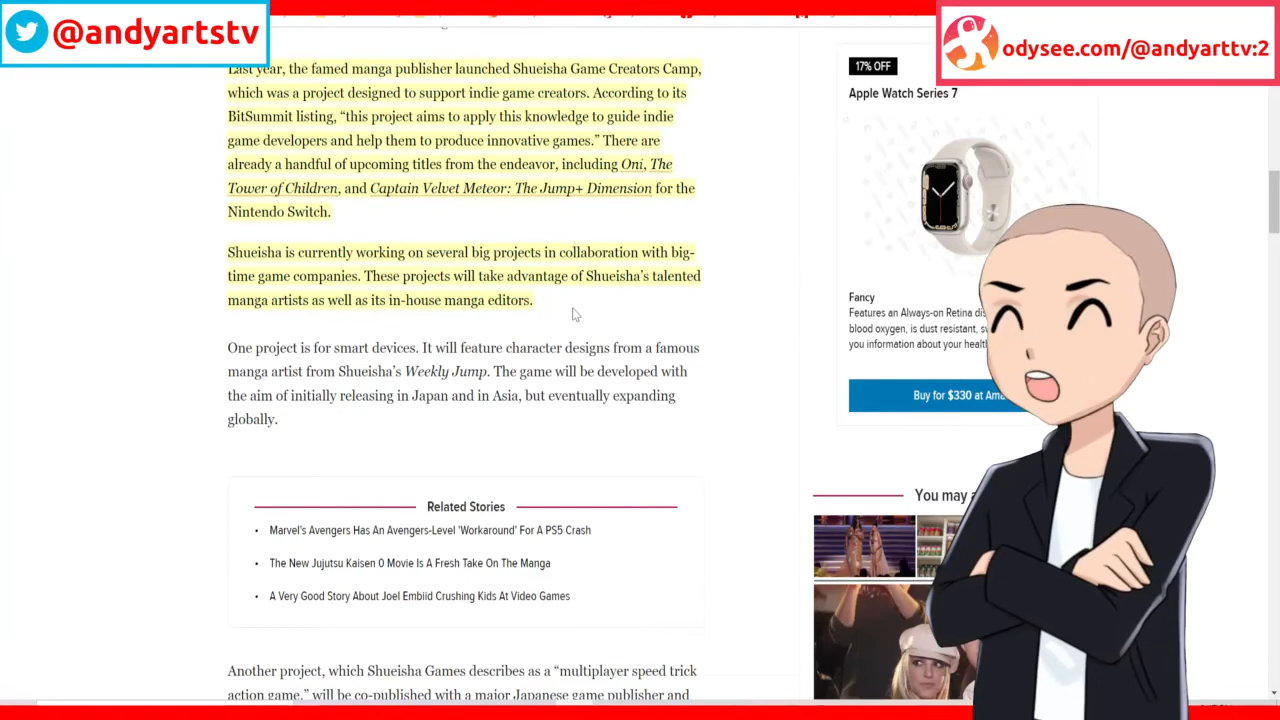 @andyartstv
odysee.com/@andyarttv:2
Last year, the famed manga publisher launched Shueisha Game Creators Camp,
which was a project designed to support indie game creators. According to its
BitSummit listing, “this project aims to apply this knowledge to guide indie
game developers and help them to produce innovative games.” There are
already a handful of upcoming titles from the endeavor, including Oni, The
Tower of Children, and Captain Velvet Meteor: The Jump+ Dimension for the
Nintendo Switch.
Shueisha is currently working on several big projects in collaboration with big-
time game companies. These projects will take advantage of Shueisha’s talented
manga artists as well as its in-house manga editors.
One project is for smart devices. It will feature character designs from a famous
manga artist from Shueisha’s Weekly Jump. The game will be developed with
the aim of initially releasing in Japan and in Asia, but eventually expanding
globally.
Related Stories
• Marvel's Avengers Has An Avengers-Level 'Workaround' For A PS5 Crash
• The New Jujutsu Kaisen 0 Movie Is A Fresh Take On The Manga
• A Very Good Story About Joel Embiid Crushing Kids At Video Games
Another project, which Shueisha Games describes as a “multiplayer speed trick
action game,” will be co-published with a major Japanese game publisher and
17% OFF
Apple Watch Series 7
Fancy
Features an Always-on Retina
blood oxygen, is dust resistant,
you information about your
Buy for $330 at
You may